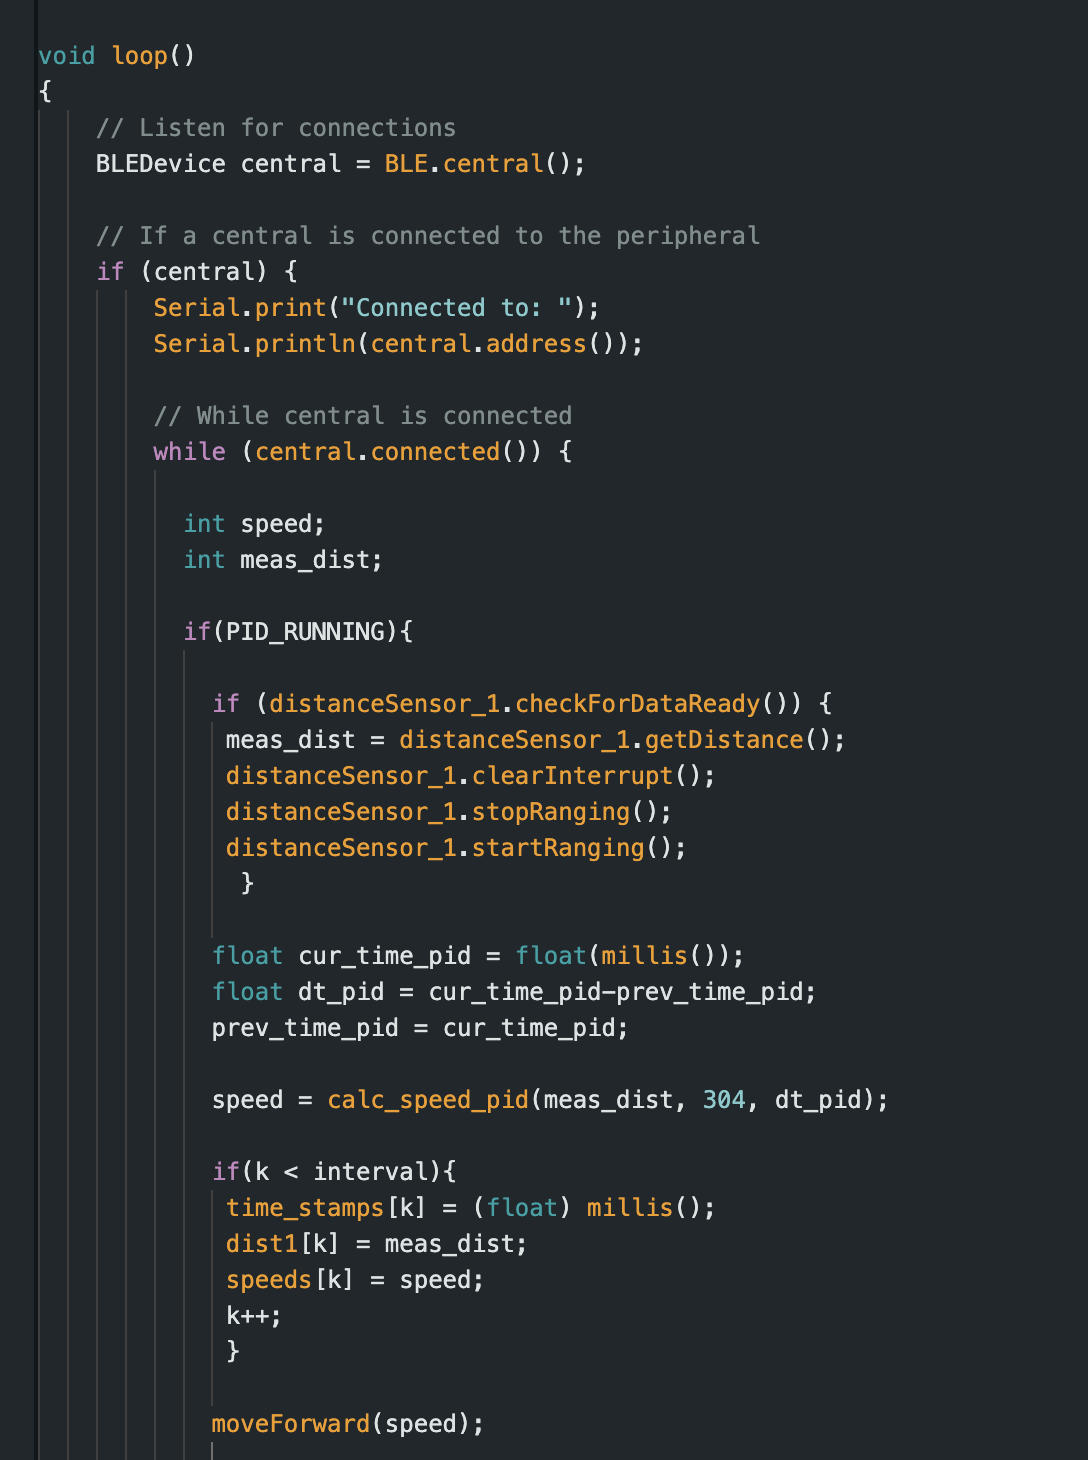 void loop()
{
// Listen for connections
BLEDevice central = BLE.central();
// If a central is connected to the peripheral
if (central) {
Serial.print("Connected to: ");
Serial.println(central.address());
// While central is connected
while (central.connected()) {
int speed;
int meas_dist;
if(PID_RUNNING){
if (distanceSensor_1.checkForDataReady()) {
meas_dist = distanceSensor_1.getDistance();
distanceSensor_1.clearInterrupt();
distanceSensor_1.stopRanging();
distanceSensor_1.startRanging();
}
float cur_time_pid = float(millis());
float dt_pid = cur_time_pid-prev_time_pid;
prev_time_pid = cur_time_pid;
speed = calc_speed_pid(meas_dist, 304, dt_pid);
if(k < interval){
time_stamps[k] = (float) millis();
dist1[k] = meas_dist;
speeds[k] = speed;
k++;
}
moveForward(speed);